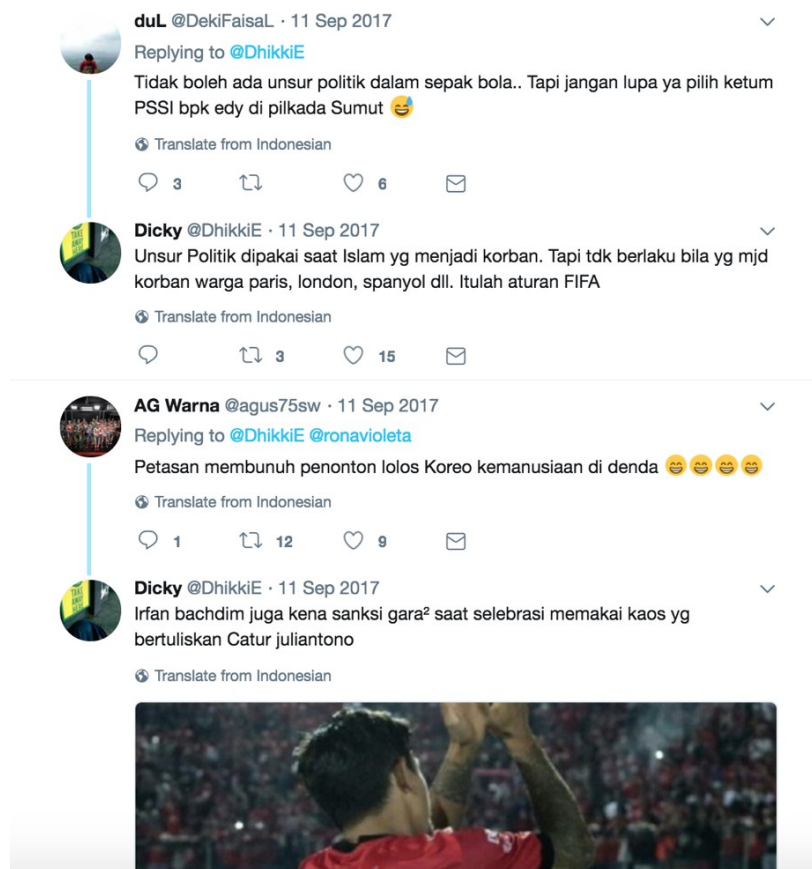 duL @DekiFaisaL · 11 Sep 2017
Replying to @DhikkiE
Tidak boleh ada unsur politik dalam sepak bola.. Tapi jangan lupa ya pilih ketum
PSSI bpk edy di pilkada Sumut 😅
Translate from Indonesian
3 6
Dicky @DhikkiE · 11 Sep 2017
Unsur Politik dipakai saat Islam yg menjadi korban. Tapi tdk berlaku bila yg mjd
korban warga paris, london, spanyol dll. Itulah aturan FIFA
Translate from Indonesian
3 15
AG Warna @agus75sw · 11 Sep 2017
Replying to @DhikkiE @ronavioleta
Petasan membunuh penonton lolos Koreo kemanusiaan di denda 😄😄😄😄
Translate from Indonesian
1 12 9
Dicky @DhikkiE · 11 Sep 2017
Irfan bachdim juga kena sanksi gara² saat selebrasi memakai kaos yg
bertuliskan Catur juliantono
Translate from Indonesian